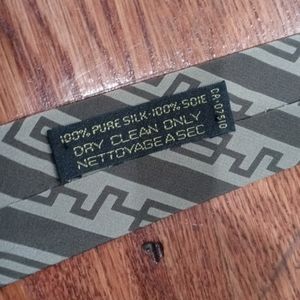 100% PURE SILK-100% SOIE
DRY CLEAN ONLY
NETTOYAGE A SEC
CA-07510